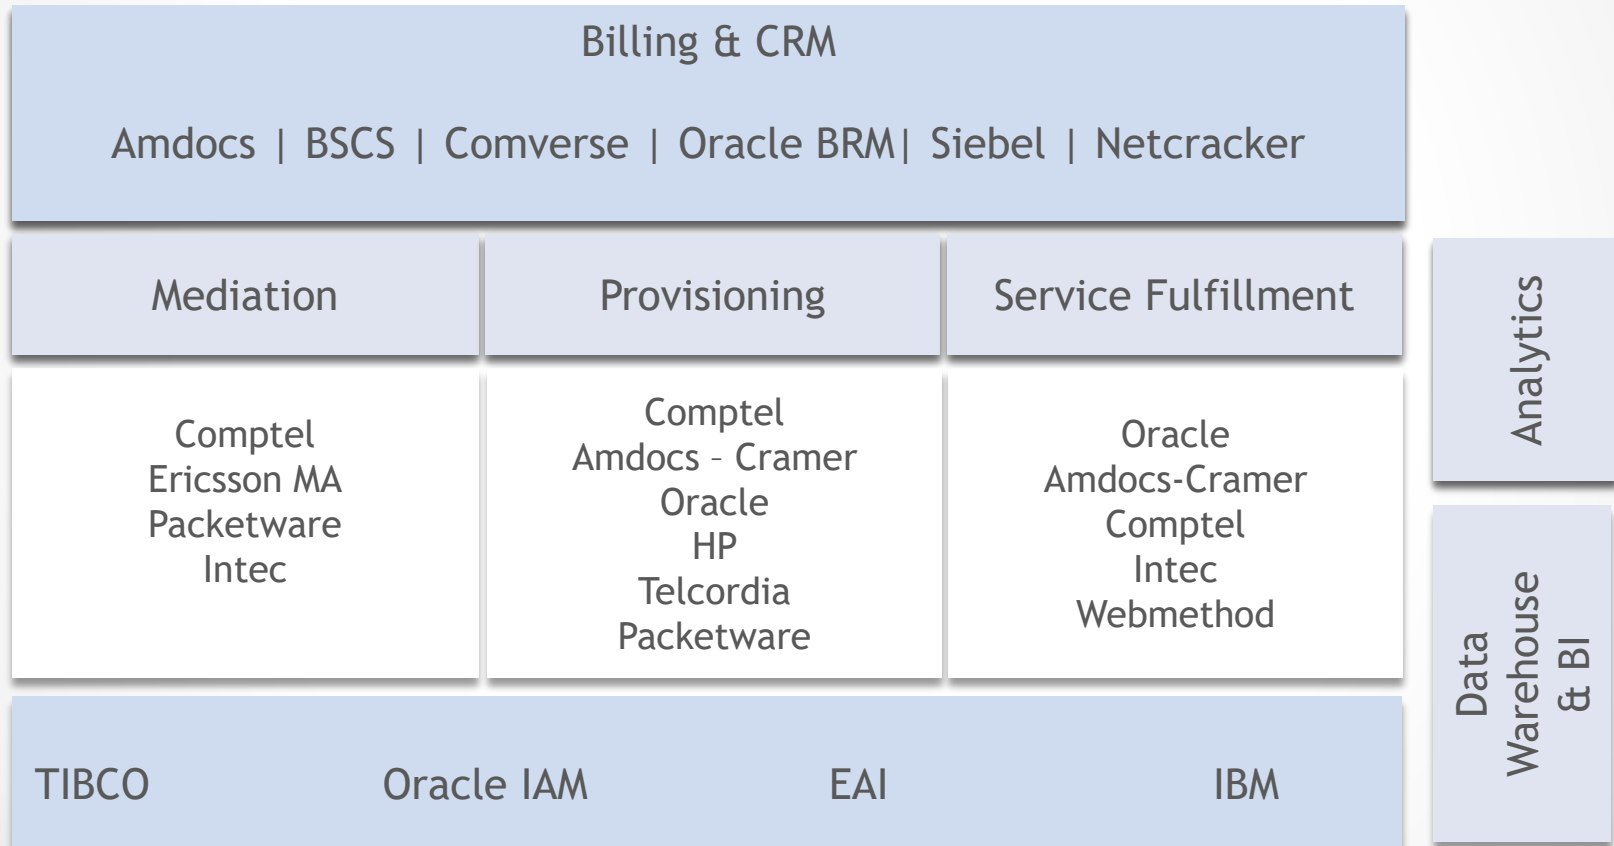 Billing & CRM
Amdocs | BSCS | Comverse | Oracle BRM| Siebel | Netcracker
Mediation
Provisioning
Service Fulfillment
Comptel
Ericsson MA
Packetware
Intec
Comptel
Amdocs – Cramer
Oracle
HP
Telcordia
Packetware
Oracle
Amdocs-Cramer
Comptel
Intec
Webmethod
TIBCO
Oracle IAM
EAI
IBM
Analytics
Data
Warehouse
& BI